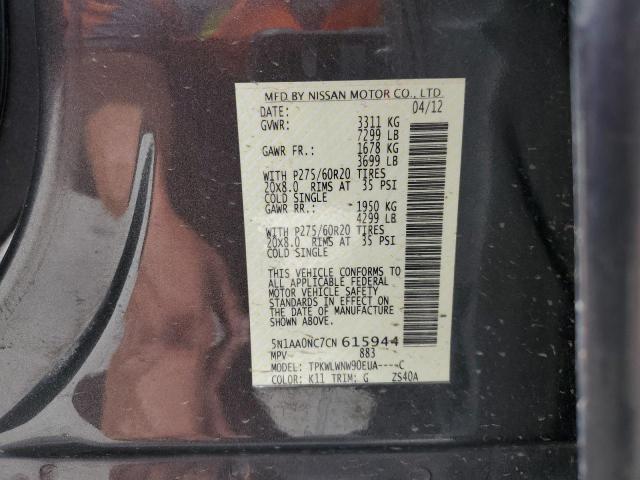 MFD BY NISSAN MOTOR CO., LTD
DATE: 04/12
GVWR: 3311 KG
7299 LB
GAWR FR.: 1678 KG
3699 LB
WITH P275/60R20 TIRES
20X8.0 RIMS AT 35 PSI
COLD SINGLE
GAWR RR.: 1950 KG
4299 LB
WITH P275/60R20 TIRES
20X8.0 RIMS AT 35 PSI
COLD SINGLE
THIS VEHICLE CONFORMS TO
ALL APPLICABLE FEDERAL
MOTOR VEHICLE SAFETY
STANDARDS IN EFFECT ON
THE DATE OF MANUFACTURE
SHOWN ABOVE.
5N1AA0NC7CN 615944
MPV 883
MODEL: TPKWLWNW90EUA----C
COLOR: K11 TRIM: G ZS40A